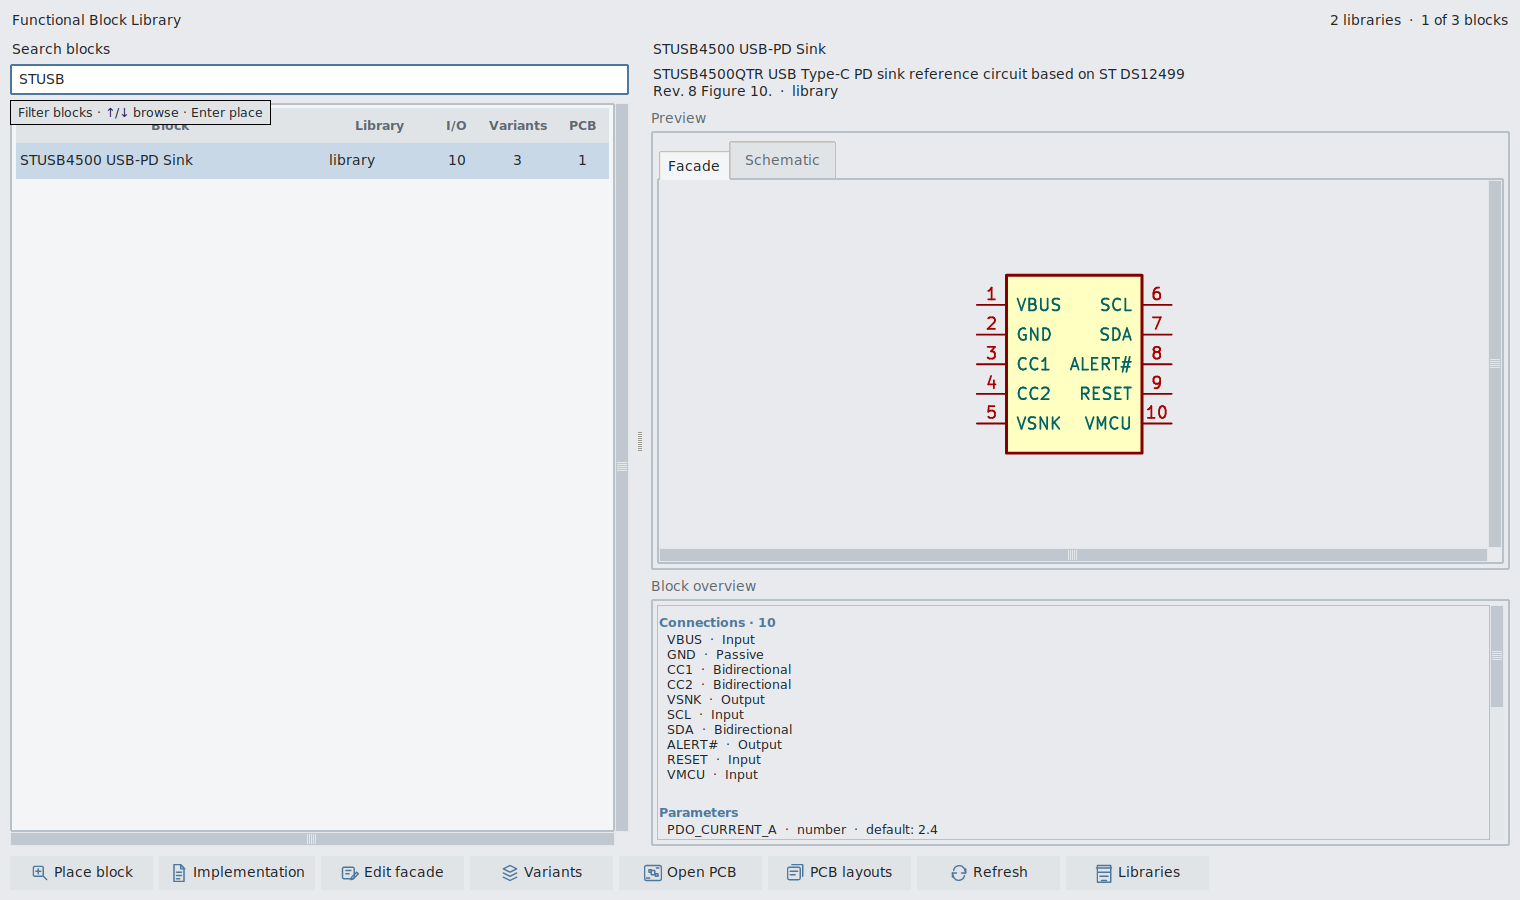 Functional Block Library
2 libraries · 1 of 3 blocks
Search blocks
STUSB
Filter blocks · ↑/↓ browse · Enter place
Block Library I/O Variants PCB
STUSB4500 USB-PD Sink library 10 3 1
STUSB4500 USB-PD Sink
STUSB4500QTR USB Type-C PD sink reference circuit based on ST DS12499
Rev. 8 Figure 10. · library
Preview
Facade Schematic
1 VBUS SCL 6
2 GND SDA 7
3 CC1 ALERT# 8
4 CC2 RESET 9
5 VSNK VMCU 10
Block overview
Connections · 10
VBUS · Input
GND · Passive
CC1 · Bidirectional
CC2 · Bidirectional
VSNK · Output
SCL · Input
SDA · Bidirectional
ALERT# · Output
RESET · Input
VMCU · Input
Parameters
PDO_CURRENT_A · number · default: 2.4
Place block Implementation Edit facade Variants Open PCB PCB layouts Refresh Libraries